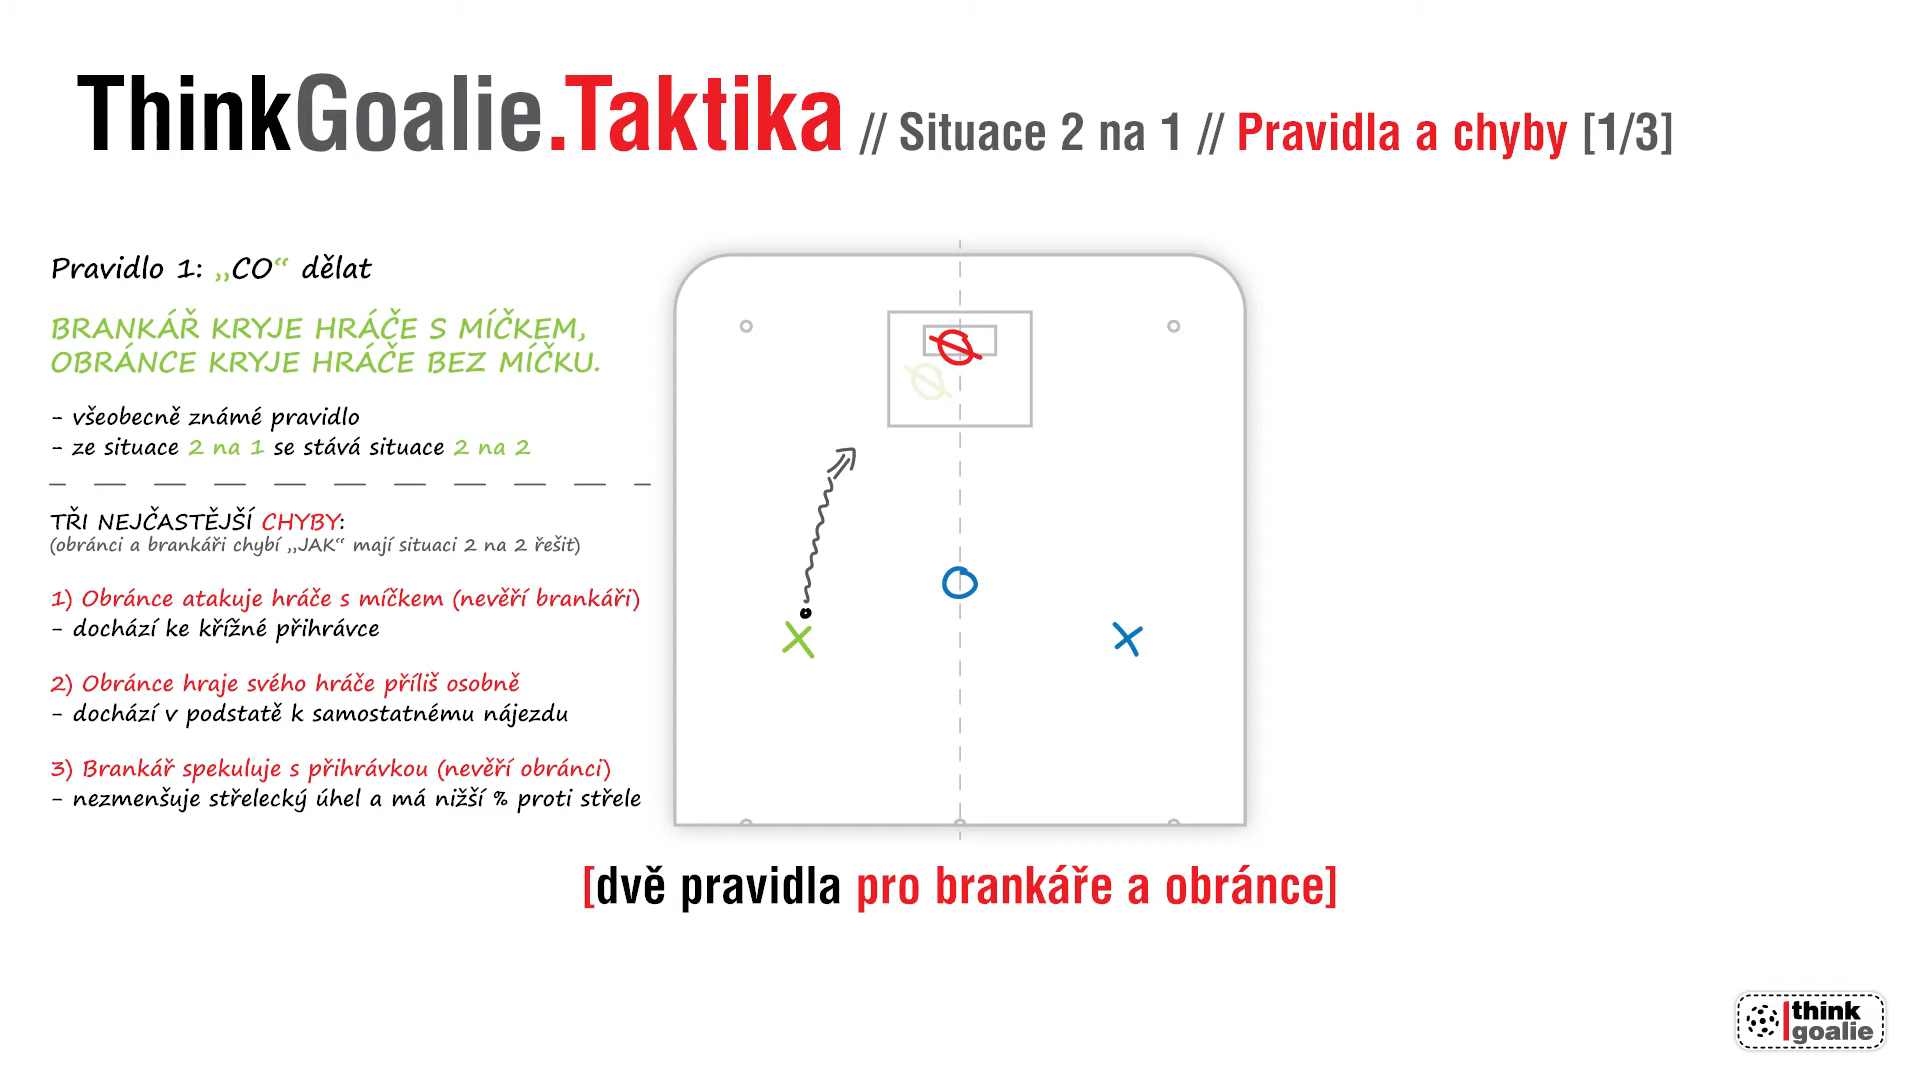 ThinkGoalie.Taktika // Situace 2 na 1 // Pravidla a chyby [1/3]
Pravidlo 1: „CO“ dělat
BRANKÁŘ KRYJE HRÁČE S MÍČKEM,
OBRÁNCE KRYJE HRÁČE BEZ MÍČKU.
- všeobecně známé pravidlo
- ze situace 2 na 1 se stává situace 2 na 2
TŘI NEJČASTĚJŠÍ CHYBY:
(obránci a brankáři chybí „JAK“ mají situaci 2 na 2 řešit)
1) Obránce atakuje hráče s míčkem (nevěří brankáři)
- dochází ke křížné přihrávce
2) Obránce hraje svého hráče příliš osobně
- dochází v podstatě k samostatnému nájezdu
3) Brankář spekuluje s přihrávkou (nevěří obránci)
- nezmenšuje střelecký úhel a má nižší % proti střele
[dvě pravidla pro brankáře a obránce]
think
goalie